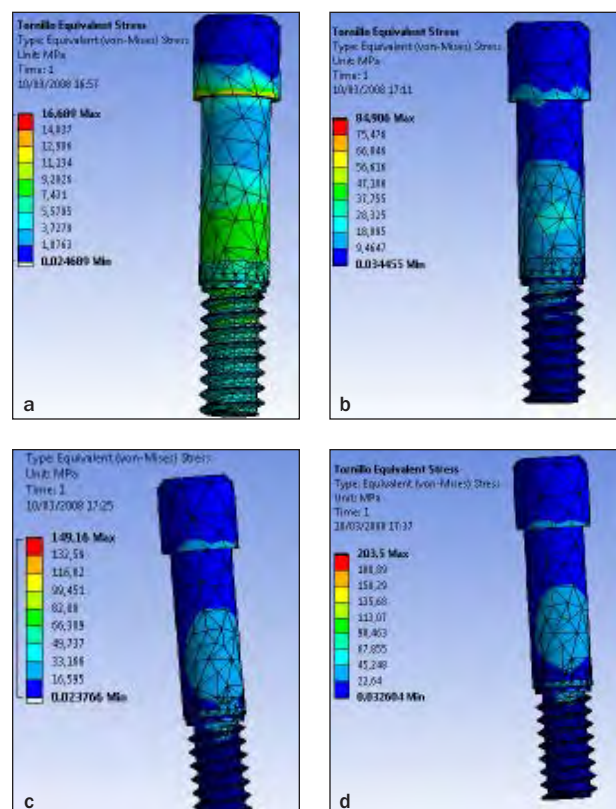 Tornillo Equivalent Stress
Type: Equivalent (von-Mises) Stress
Unit: MPa
Time: 1
10/03/2008 16:57
16,689 Max
14,837
12,986
11,134
9,2826
7,431
5,5795
3,7279
1,8763
0,024689 Min
a
Tornillo Equivalent Stress
Type: Equivalent (von-Mises) Stress
Unit: MPa
Time: 1
10/03/2008 17:11
84,906 Max
75,476
66,046
56,616
47,186
37,755
28,325
18,895
9,4647
0,034455 Min
b
Type: Equivalent (von-Mises) Stress
Unit: MPa
Time: 1
10/03/2008 17:25
149,16 Max
132,59
116,02
99,451
82,88
66,309
49,737
33,166
16,595
0,023766 Min
c
Tornillo Equivalent Stress
Type: Equivalent (von-Mises) Stress
Unit: MPa
Time: 1
17:37
203,5 Max
180,89
158,29
135,68
113,07
90,463
67,855
45,248
22,64
0,032604 Min
d